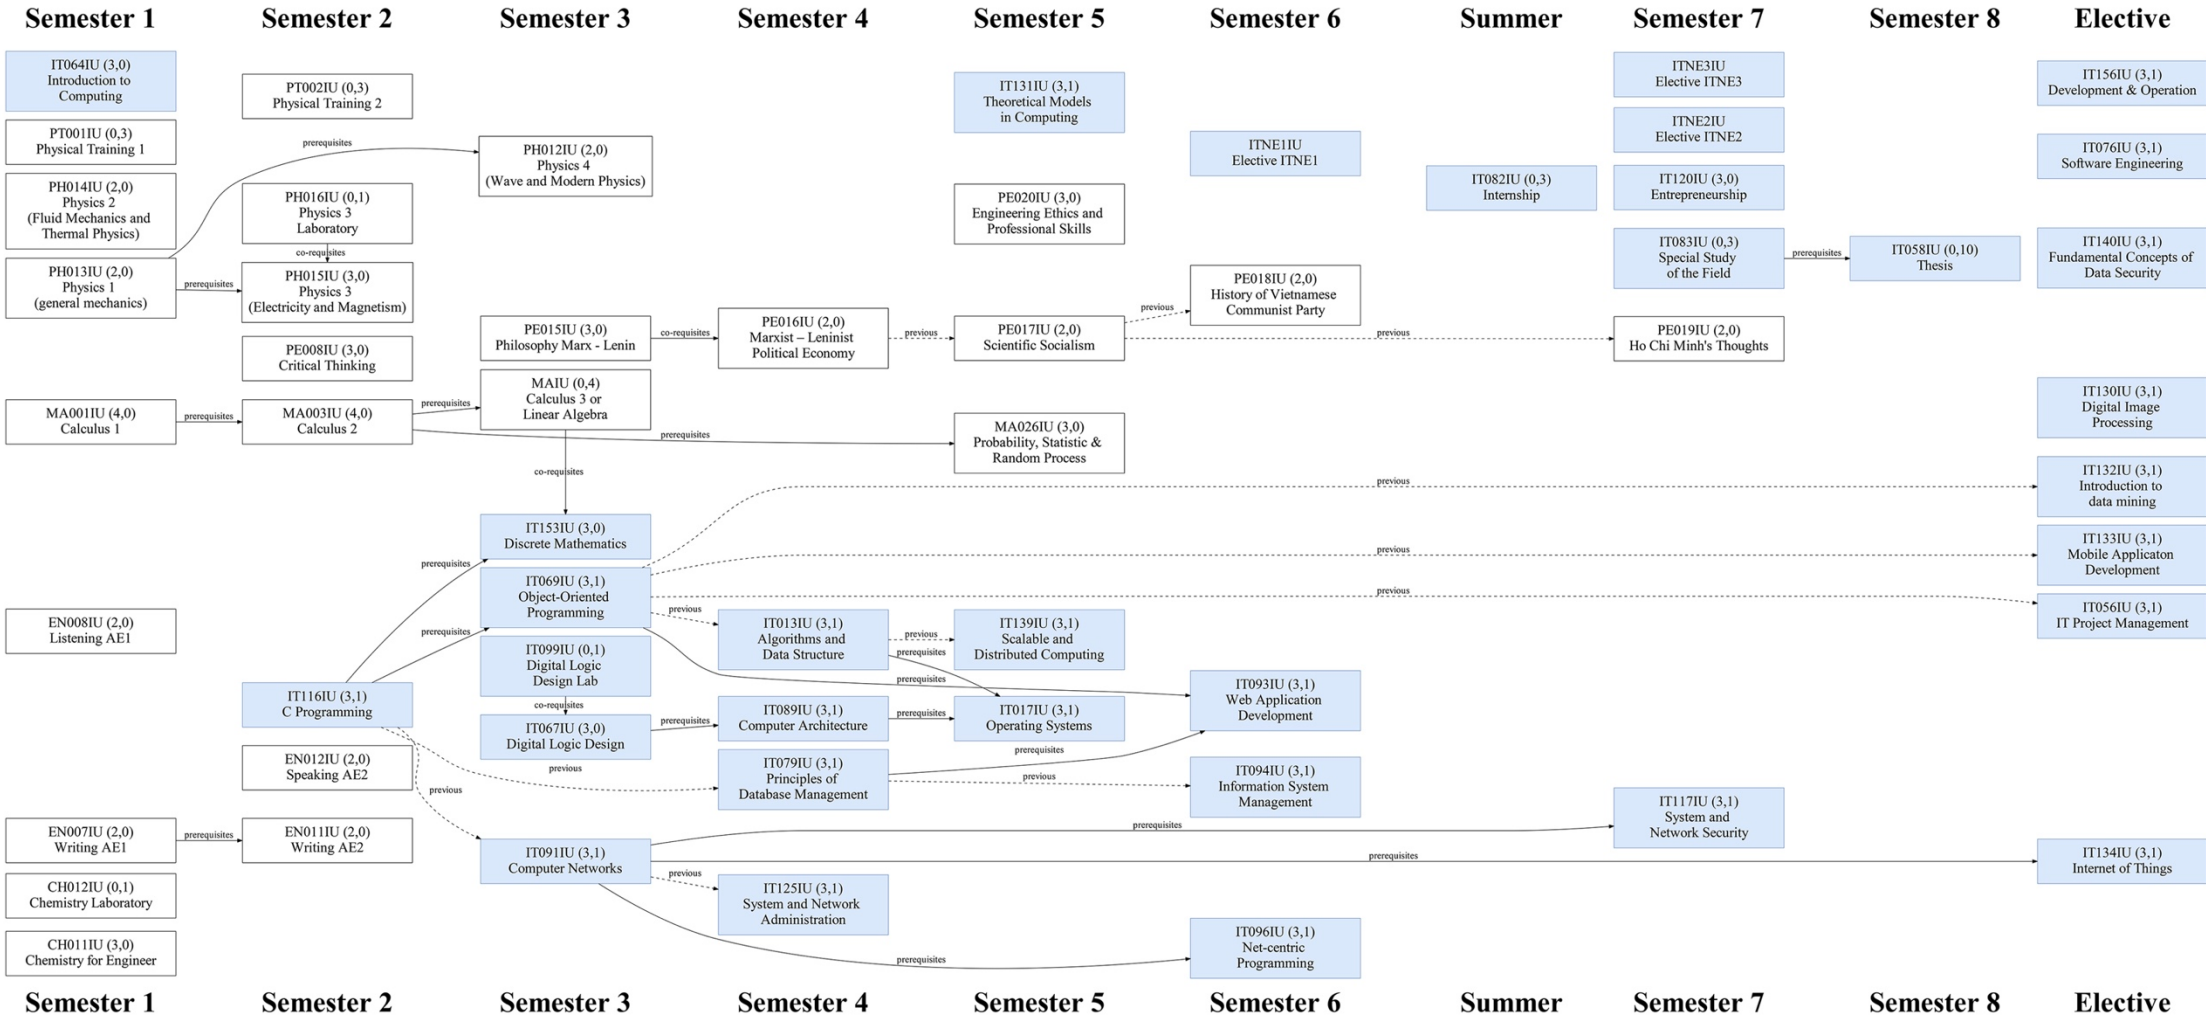 Semester 1
Semester 2
Semester 3
Semester 4
Semester 5
Semester 6
Summer
Semester 7
Semester 8
Elective
IT064IU (3,0)
Introduction to
Computing
PT001IU (0,3)
Physical Training 1
PH014IU (2,0)
Physics 2
(Fluid Mechanics and
Thermal Physics)
PH013IU (2,0)
Physics 1
(general mechanics)
MA001IU (4,0)
Calculus 1
EN008IU (2,0)
Listening AE1
EN007IU (2,0)
Writing AE1
CH012IU (0,1)
Chemistry Laboratory
CH011IU (3,0)
Chemistry for Engineer
prerequisites
prerequisites
prerequisites
prerequisites
PT002IU (0,3)
Physical Training 2
PH016IU (0,1)
Physics 3
Laboratory
co-requisites
PH015IU (3,0)
Physics 3
(Electricity and Magnetism)
PE008IU (3,0)
Critical Thinking
MA003IU (4,0)
Calculus 2
IT116IU (3,1)
C Programming
EN012IU (2,0)
Speaking AE2
EN011IU (2,0)
Writing AE2
prerequisites
prerequisites
prerequisites
prerequisites
previous
previous
PH012IU (2,0)
Physics 4
(Wave and Modern Physics)
PE015IU (3,0)
Philosophy Marx - Lenin
MAIU (0,4)
Calculus 3 or
Linear Algebra
co-requisites
IT153IU (3,0)
Discrete Mathematics
IT069IU (3,1)
Object-Oriented
Programming
IT099IU (0,1)
Digital Logic
Design Lab
co-requisites
IT067IU (3,0)
Digital Logic Design
IT091IU (3,1)
Computer Networks
co-requisites
previous
previous
previous
previous
prerequisites
prerequisites
prerequisites
prerequisites
previous
prerequisites
PE016IU (2,0)
Marxist – Leninist
Political Economy
IT013IU (3,1)
Algorithms and
Data Structure
IT089IU (3,1)
Computer Architecture
IT079IU (3,1)
Principles of
Database Management
IT125IU (3,1)
System and Network
Administration
previous
previous
prerequisites
prerequisites
prerequisites
previous
IT131IU (3,1)
Theoretical Models
in Computing
PE020IU (3,0)
Engineering Ethics and
Professional Skills
PE017IU (2,0)
Scientific Socialism
MA026IU (3,0)
Probability, Statistic &
Random Process
IT139IU (3,1)
Scalable and
Distributed Computing
IT017IU (3,1)
Operating Systems
previous
previous
ITNE1IU
Elective ITNE1
PE018IU (2,0)
History of Vietnamese
Communist Party
IT093IU (3,1)
Web Application
Development
IT094IU (3,1)
Information System
Management
IT096IU (3,1)
Net-centric
Programming
IT082IU (0,3)
Internship
ITNE3IU
Elective ITNE3
ITNE2IU
Elective ITNE2
IT120IU (3,0)
Entrepreneurship
IT083IU (0,3)
Special Study
of the Field
prerequisites
PE019IU (2,0)
Ho Chi Minh's Thoughts
IT117IU (3,1)
System and
Network Security
IT058IU (0,10)
Thesis
IT156IU (3,1)
Development & Operation
IT076IU (3,1)
Software Engineering
IT140IU (3,1)
Fundamental Concepts of
Data Security
IT130IU (3,1)
Digital Image
Processing
IT132IU (3,1)
Introduction to
data mining
IT133IU (3,1)
Mobile Applicaton
Development
IT056IU (3,1)
IT Project Management
IT134IU (3,1)
Internet of Things
Semester 1
Semester 2
Semester 3
Semester 4
Semester 5
Semester 6
Summer
Semester 7
Semester 8
Elective